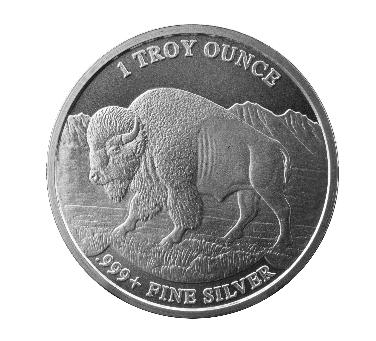 1 TROY OUNCE
.999+ FINE SILVER